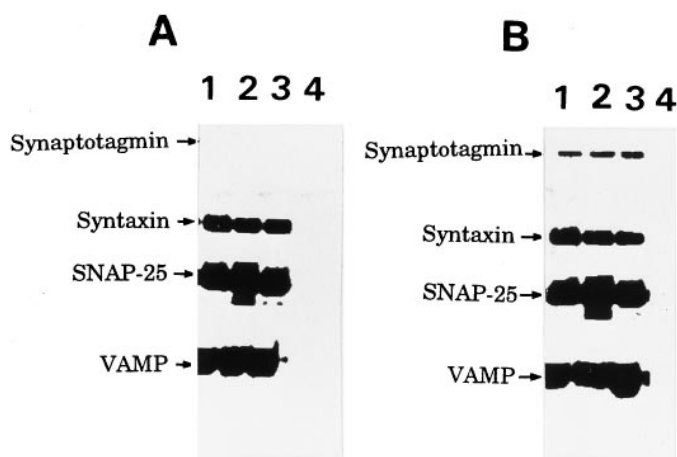 A
1 2 3 4
Synaptotagmin
Syntaxin
SNAP-25
VAMP
B
1 2 3 4
Synaptotagmin
Syntaxin
SNAP-25
VAMP